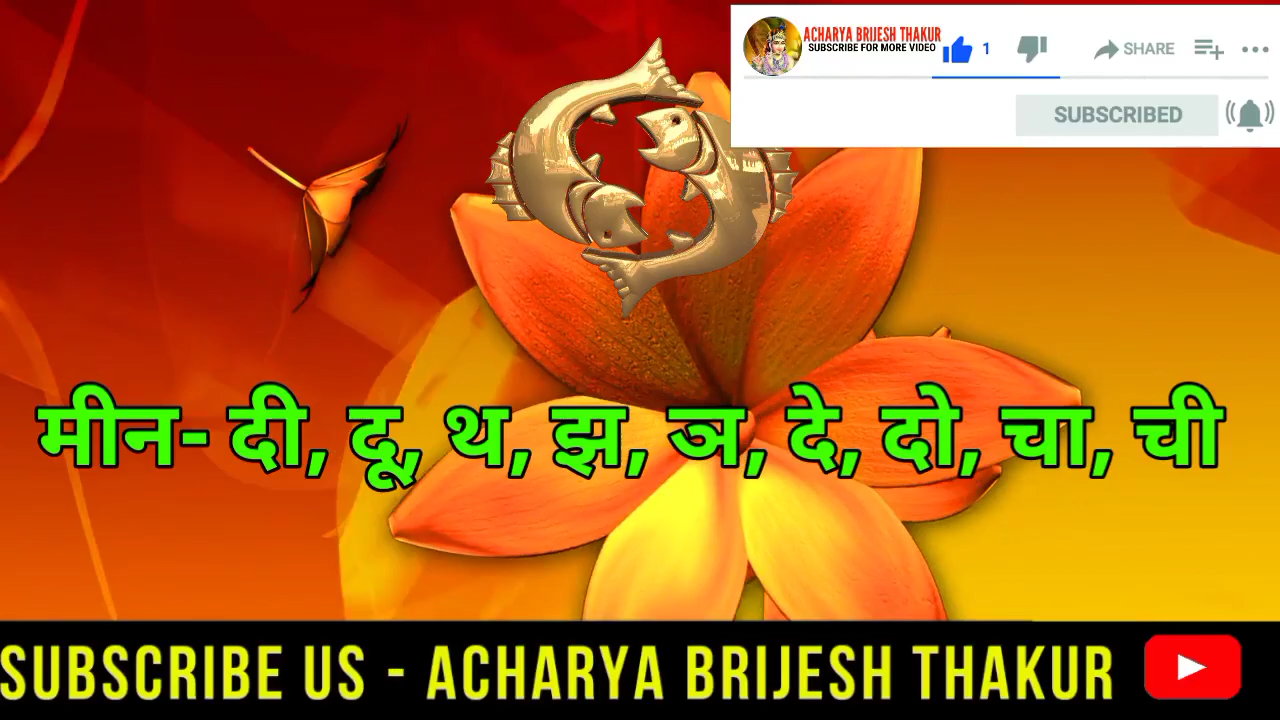 ACHARYA BRIJESH THAKUR
SUBSCRIBE FOR MORE VIDEO
1
SHARE
SUBSCRIBED
मीन- दी, दू, थ, झ, ञ, दे, दो, चा, ची
SUBSCRIBE US - ACHARYA BRIJESH THAKUR